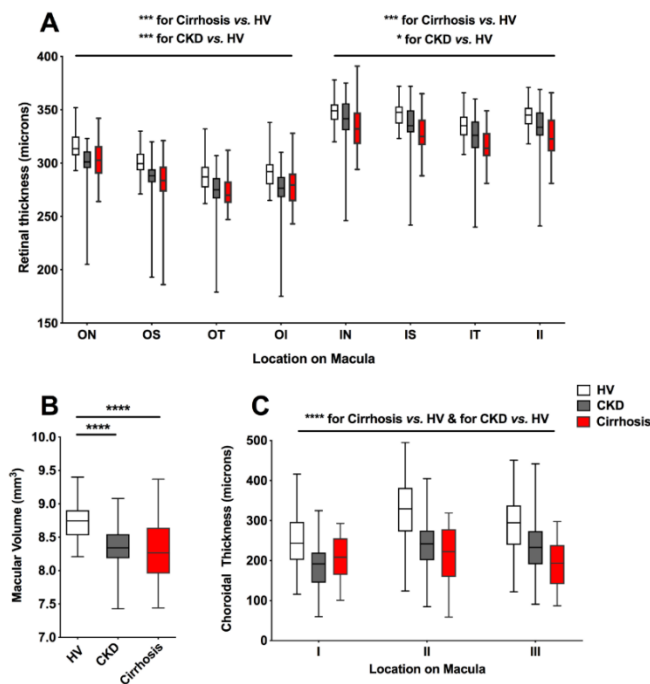 A
*** for Cirrhosis vs. HV
*** for CKD vs. HV
*** for Cirrhosis vs. HV
* for CKD vs. HV
Retinal thickness (microns)
400
350
300
250
200
150
ON OS OT OI IN IS IT II
Location on Macula
B
****
****
Macular Volume (mm³)
10.0
9.5
9.0
8.5
8.0
7.5
7.0
HV CKD Cirrhosis
HV
CKD
Cirrhosis
C
**** for Cirrhosis vs. HV & for CKD vs. HV
Choroidal Thickness (microns)
500
400
300
200
100
0
I II III
Location on Macula